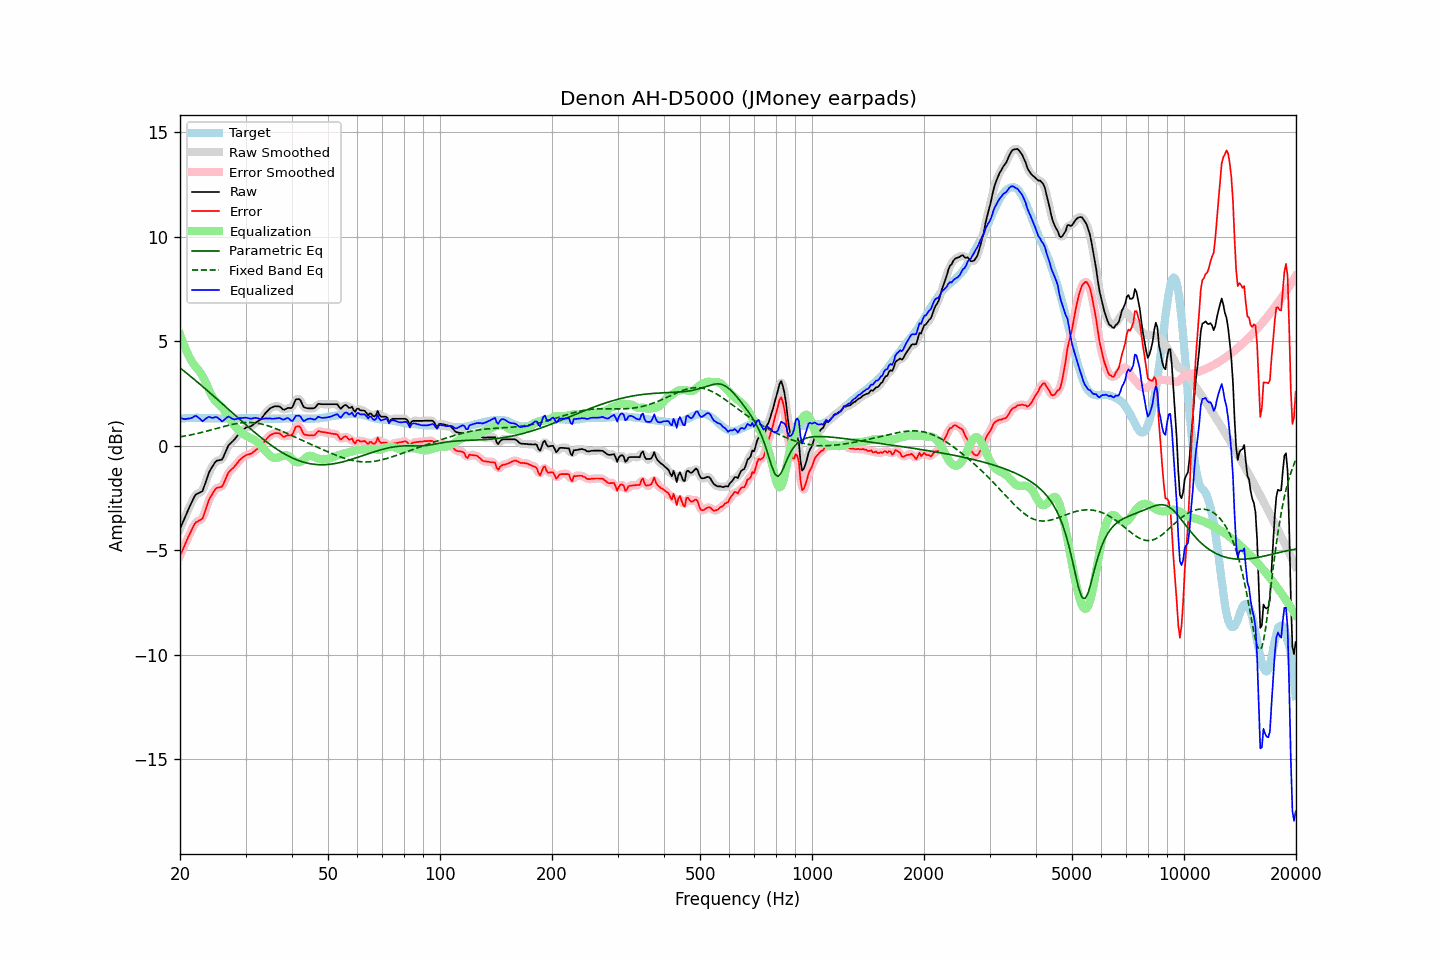 Denon AH-D5000 (JMoney earpads)
Target
Raw Smoothed
Error Smoothed
Raw
Error
Equalization
Parametric Eq
Fixed Band Eq
Equalized
Amplitude (dBr)
15
10
5
0
−5
−10
−15
20 50 100 200 500 1000 2000 5000 10000 20000
Frequency (Hz)